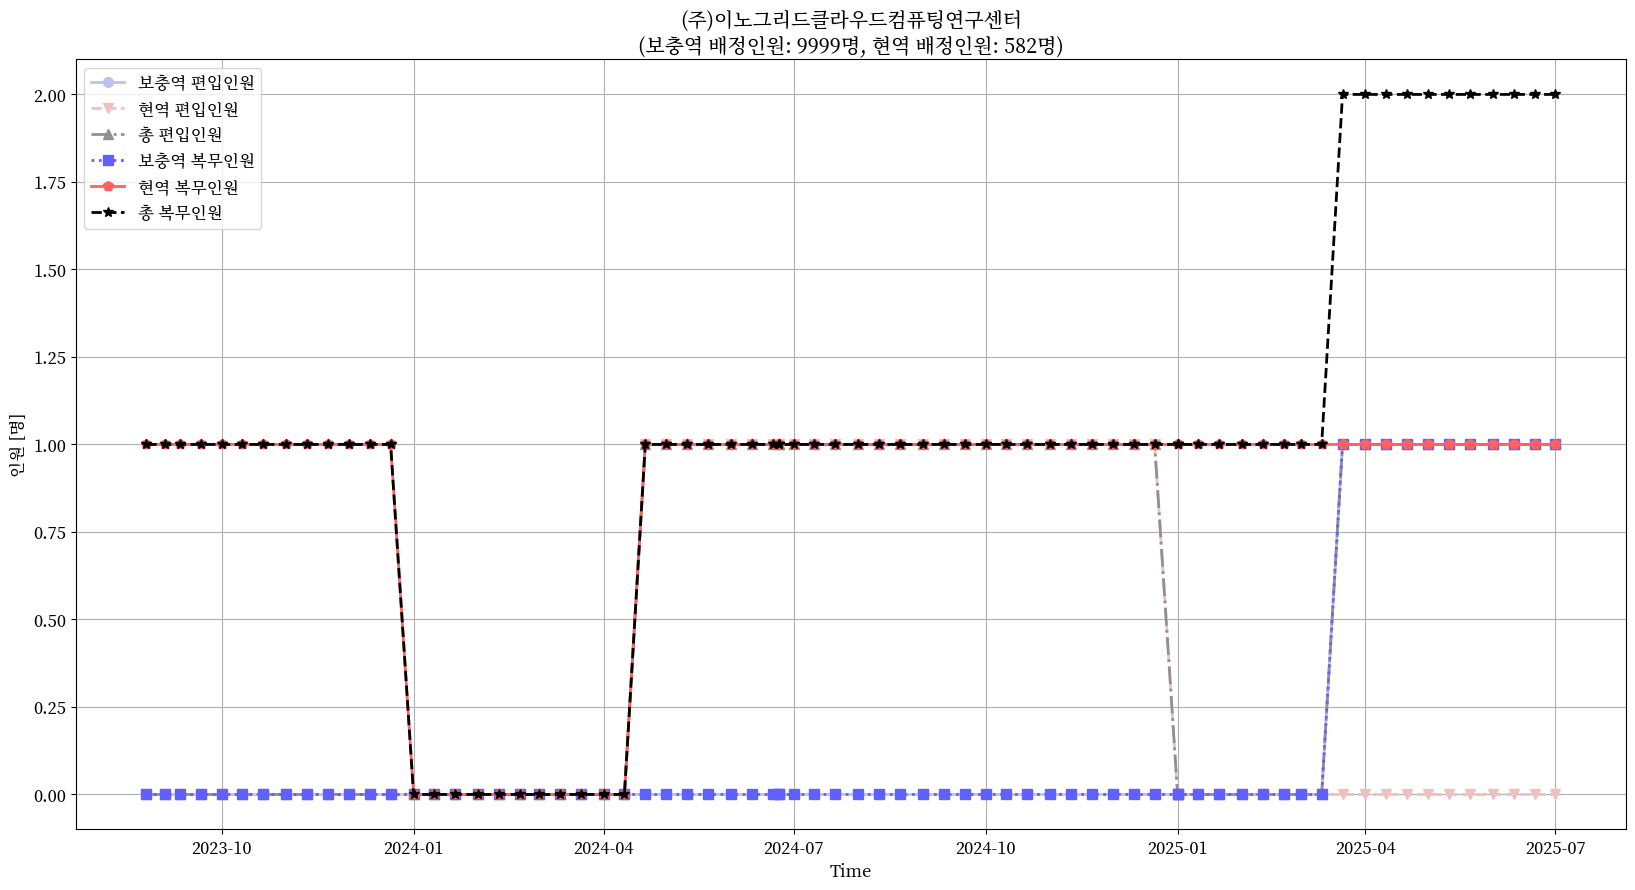 (주)이노그리드클라우드컴퓨팅연구센터
(보충역 배정인원: 9999명, 현역 배정인원: 582명)
보충역 편입인원
현역 편입인원
총 편입인원
보충역 복무인원
현역 복무인원
총 복무인원
2.00
1.75
1.50
1.25
1.00
0.75
0.50
0.25
0.00
인원 [명]
2023-10 2024-01 2024-04 2024-07 2024-10 2025-01 2025-04 2025-07
Time